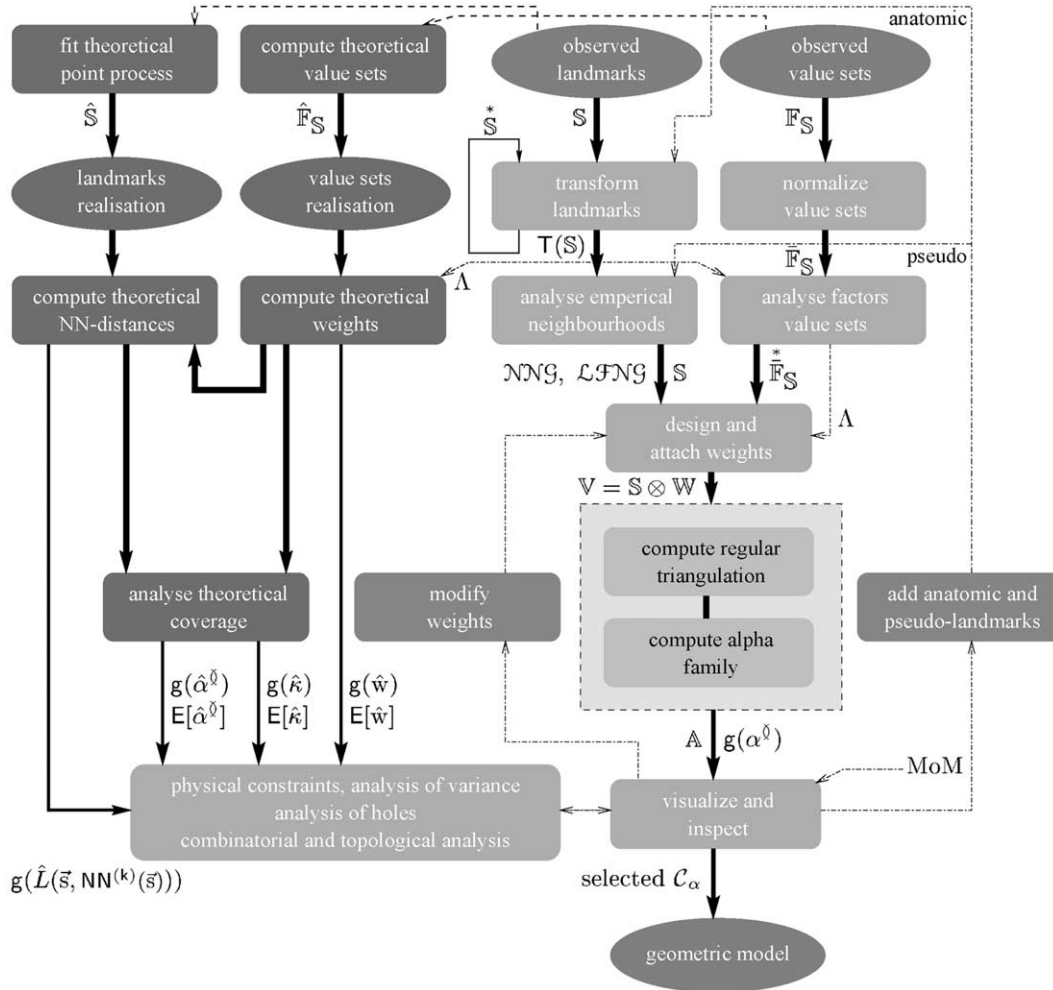 anatomic
fit theoretical
point process
compute theoretical
value sets
observed
landmarks
observed
value sets
Ŝ
𝔽̂_𝕊
𝕊*
𝕊
𝔽_𝕊
landmarks
realisation
value sets
realisation
transform
landmarks
normalize
value sets
T(𝕊)
𝔽̄_𝕊
pseudo
Λ
compute theoretical
NN-distances
compute theoretical
weights
analyse emperical
neighbourhoods
analyse factors
value sets
𝒩𝒩𝒢, ℒℱ𝒩𝒢
𝕊
𝔽̄*_𝕊
Λ
design and
attach weights
𝕍 = 𝕊 ⊗ 𝕎
compute regular
triangulation
analyse theoretical
coverage
modify
weights
add anatomic and
pseudo-landmarks
compute alpha
family
g(κ̂)
E[κ̂]
g(ŵ)
E[ŵ]
𝔸
MoM
physical constraints, analysis of variance
analysis of holes
combinatorial and topological analysis
visualize and
inspect
g(L̂(s⃗, NN^(k)(s⃗)))
selected 𝒞_α
geometric model